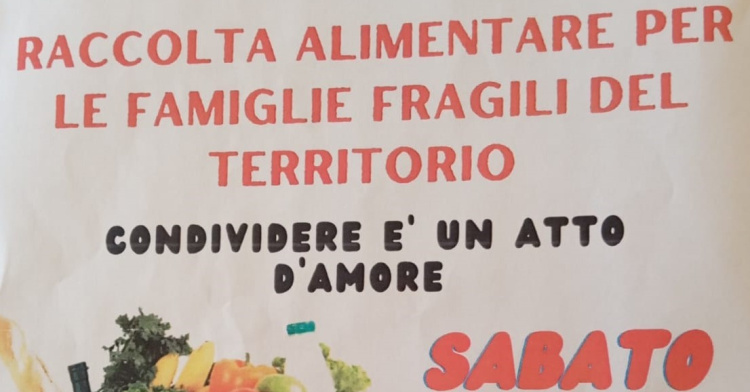 RACCOLTA ALIMENTARE PER
LE FAMIGLIE FRAGILI DEL
TERRITORIO
CONDIVIDERE E' UN ATTO
D'AMORE
SABATO